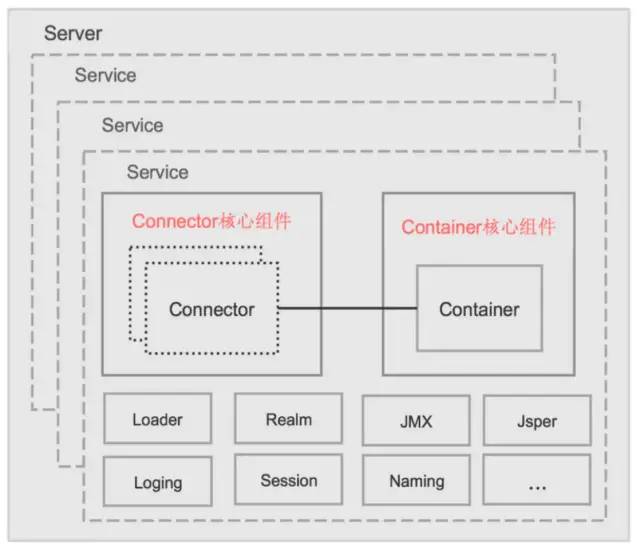 Server
Service
Service
Service
Connector核心组件
Container核心组件
Connector
Container
Loader
Realm
JMX
Jsper
Loging
Session
Naming
...